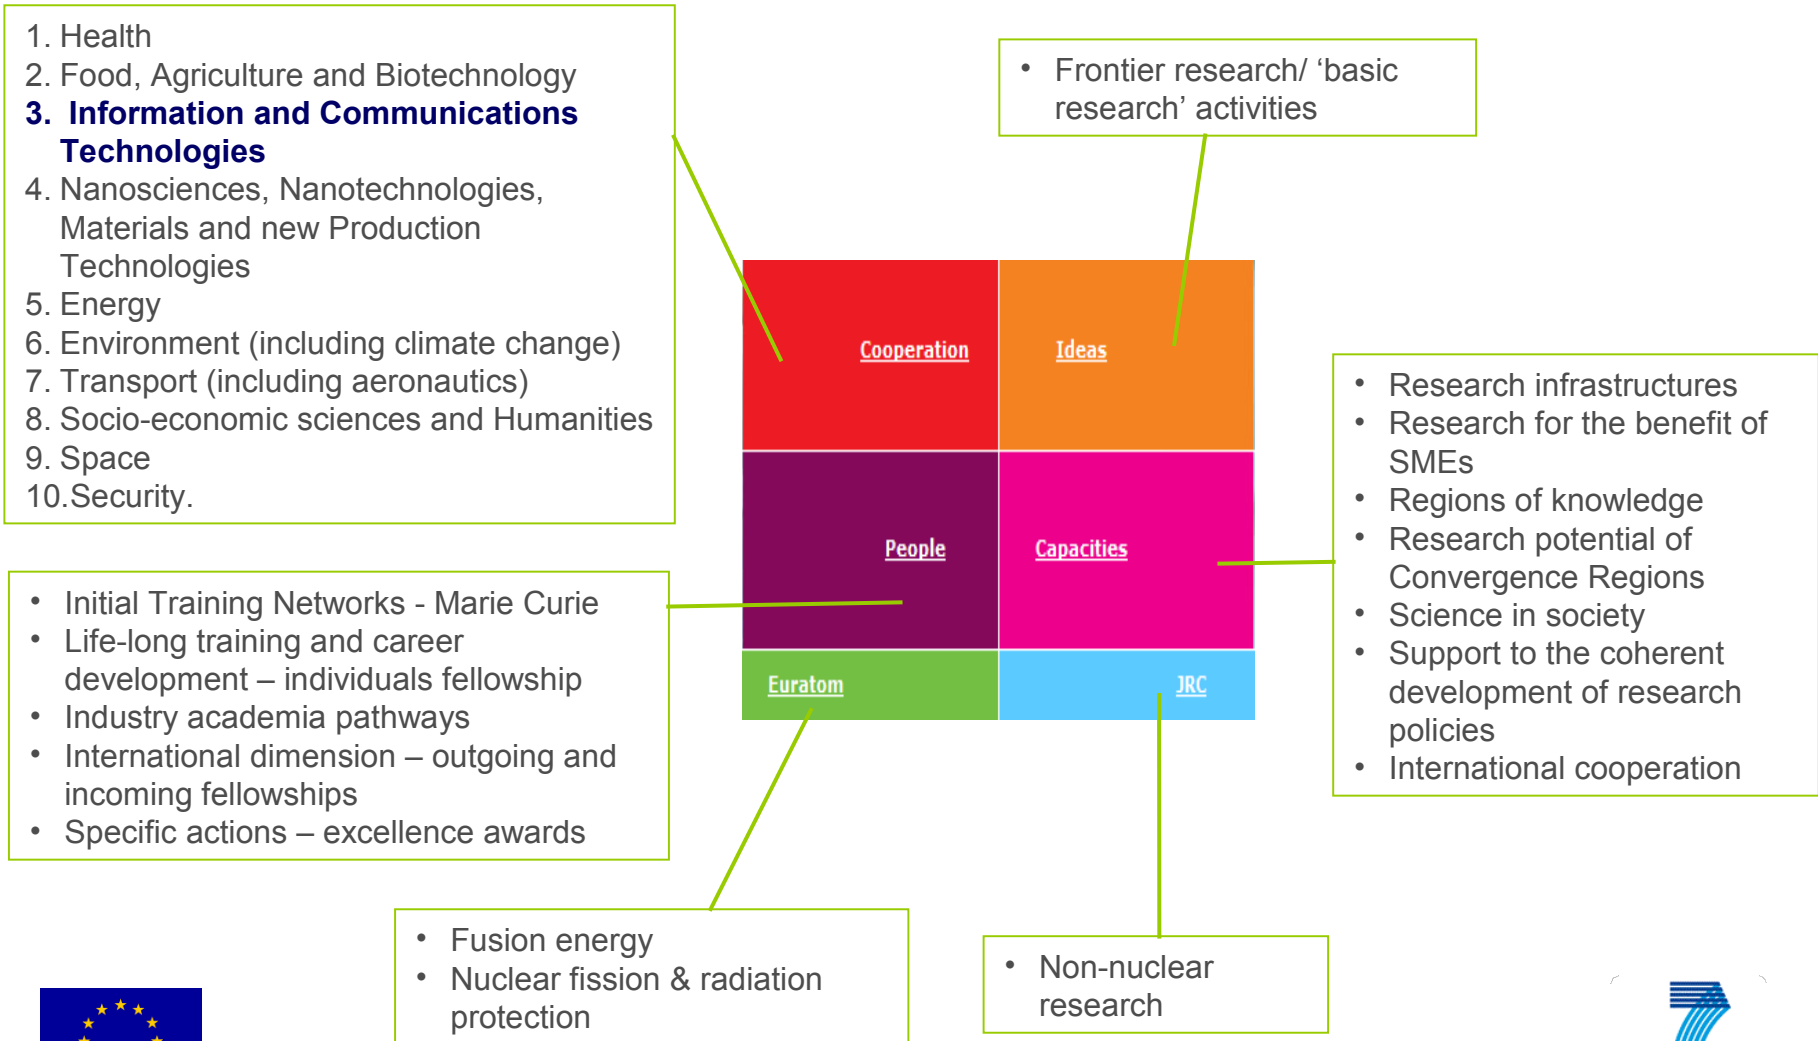 1. Health
2. Food, Agriculture and Biotechnology
3. Information and Communications
Technologies
4. Nanosciences, Nanotechnologies,
Materials and new Production
Technologies
5. Energy
6. Environment (including climate change)
7. Transport (including aeronautics)
8. Socio-economic sciences and Humanities
9. Space
10.Security.
• Frontier research/ ‘basic
research’ activities
Cooperation
Ideas
People
Capacities
Euratom
JRC
• Research infrastructures
• Research for the benefit of
SMEs
• Regions of knowledge
• Research potential of
Convergence Regions
• Science in society
• Support to the coherent
development of research
policies
• International cooperation
• Initial Training Networks - Marie Curie
• Life-long training and career
development – individuals fellowship
• Industry academia pathways
• International dimension – outgoing and
incoming fellowships
• Specific actions – excellence awards
• Fusion energy
• Nuclear fission & radiation
protection
• Non-nuclear
research
7